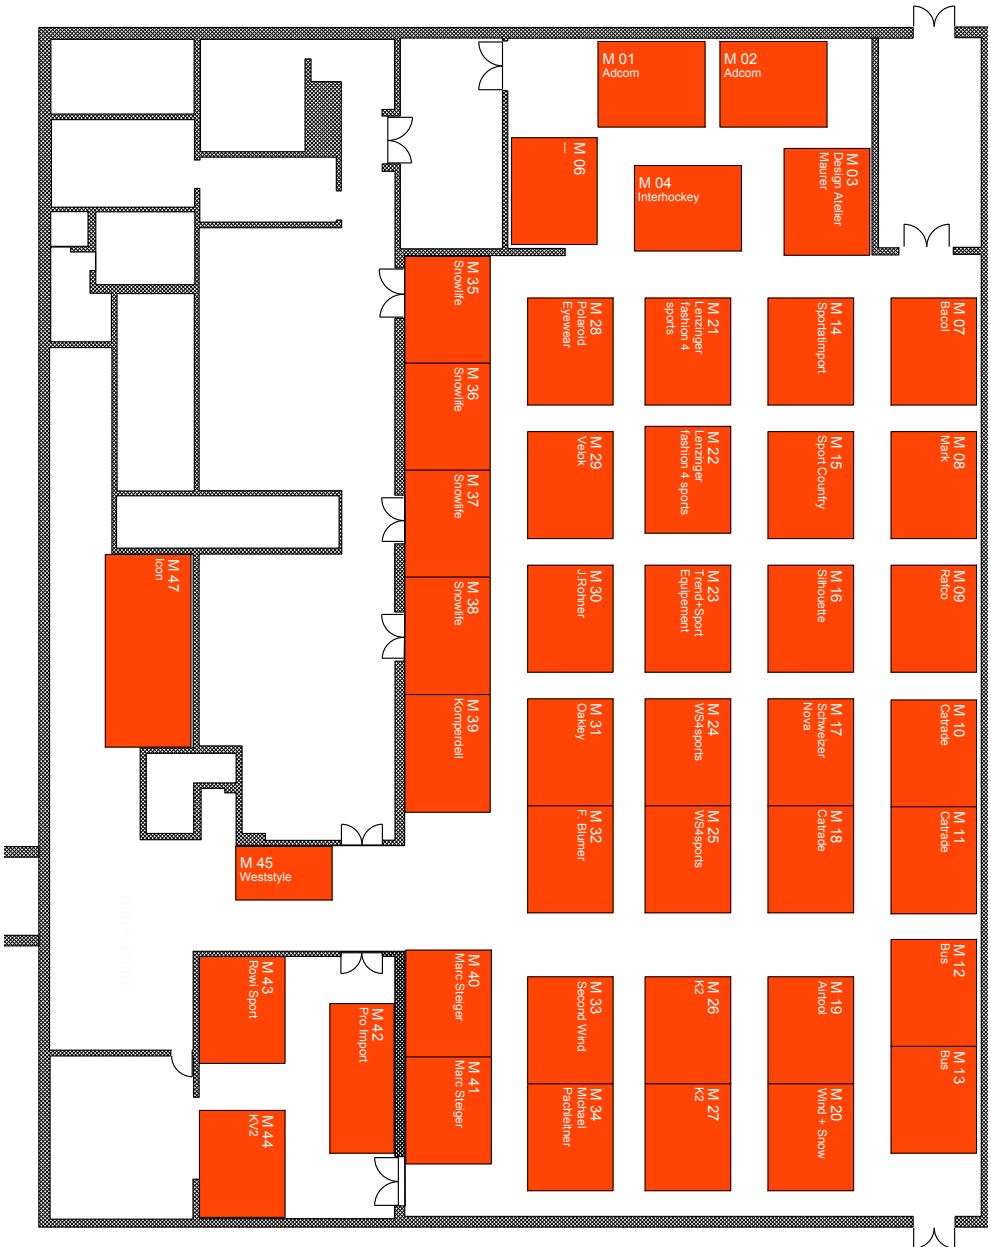 M 01
Adcom
M 02
Adcom
M 03
Design Atelier
Maurer
M 04
Interhockey
M 06
---
M 07
Bacol
M 08
Mark
M 09
Rafco
M 10
Catrade
M 11
Catrade
M 12
Bus
M 13
Bus
M 14
Sportatimport
M 15
Sport Counfry
M 16
Silhouette
M 17
Schweizer
Nova
M 18
Catrade
M 19
Airtool
M 20
Wind + Snow
M 21
Lenzinger
fashion 4
sports
M 22
Lenzinger
fashion 4 sports
M 23
Trend+Sport
Equipement
M 24
WS4sports
M 25
WS4sports
M 26
K2
M 27
K2
M 28
Polaroid
Eyewear
M 29
Velok
M 30
J.Rohner
M 31
Oakley
M 32
F. Blumer
M 33
Second Wind
M 34
Michael
Pachleitner
M 35
Snowlife
M 36
Snowlife
M 37
Snowlife
M 38
Snowlife
M 39
Komperdell
M 40
Marc Steiger
M 41
Marc Steiger
M 42
Pro Import
M 43
Rowi Sport
M 44
KV2
M 45
Weststyle
M 47
Icon